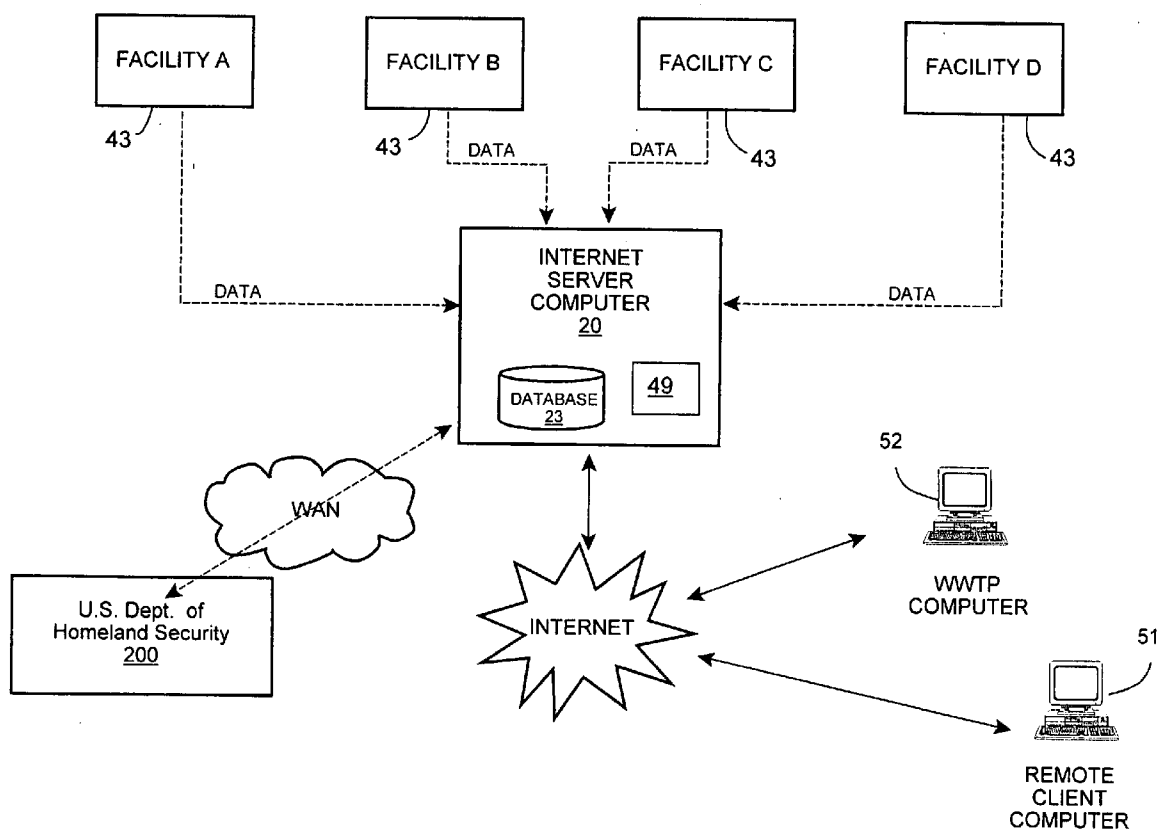 FACILITY A
FACILITY B
FACILITY C
FACILITY D
43
43
43
43
DATA
DATA
DATA
DATA
INTERNET
SERVER
COMPUTER
20
DATABASE
23
49
WAN
U.S. Dept. of
Homeland Security
200
INTERNET
52
WWTP
COMPUTER
51
REMOTE
CLIENT
COMPUTER